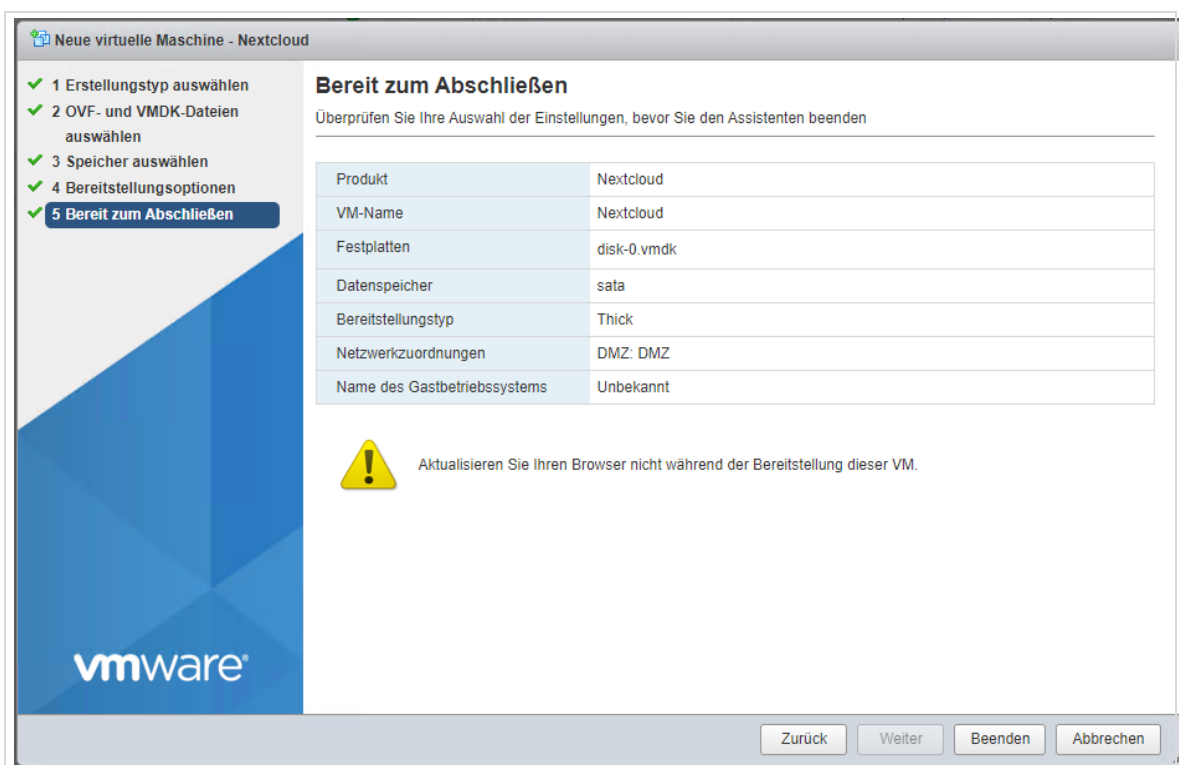 Neue virtuelle Maschine - Nextcloud
1 Erstellungstyp auswählen
2 OVF- und VMDK-Dateien
auswählen
3 Speicher auswählen
4 Bereitstellungsoptionen
5 Bereit zum Abschließen
vmware®
Bereit zum Abschließen
Überprüfen Sie Ihre Auswahl der Einstellungen, bevor Sie den Assistenten beenden
Produkt Nextcloud
VM-Name Nextcloud
Festplatten disk-0.vmdk
Datenspeicher sata
Bereitstellungstyp Thick
Netzwerkzuordnungen DMZ: DMZ
Name des Gastbetriebssystems Unbekannt
Aktualisieren Sie Ihren Browser nicht während der Bereitstellung dieser VM.
Zurück Weiter Beenden Abbrechen